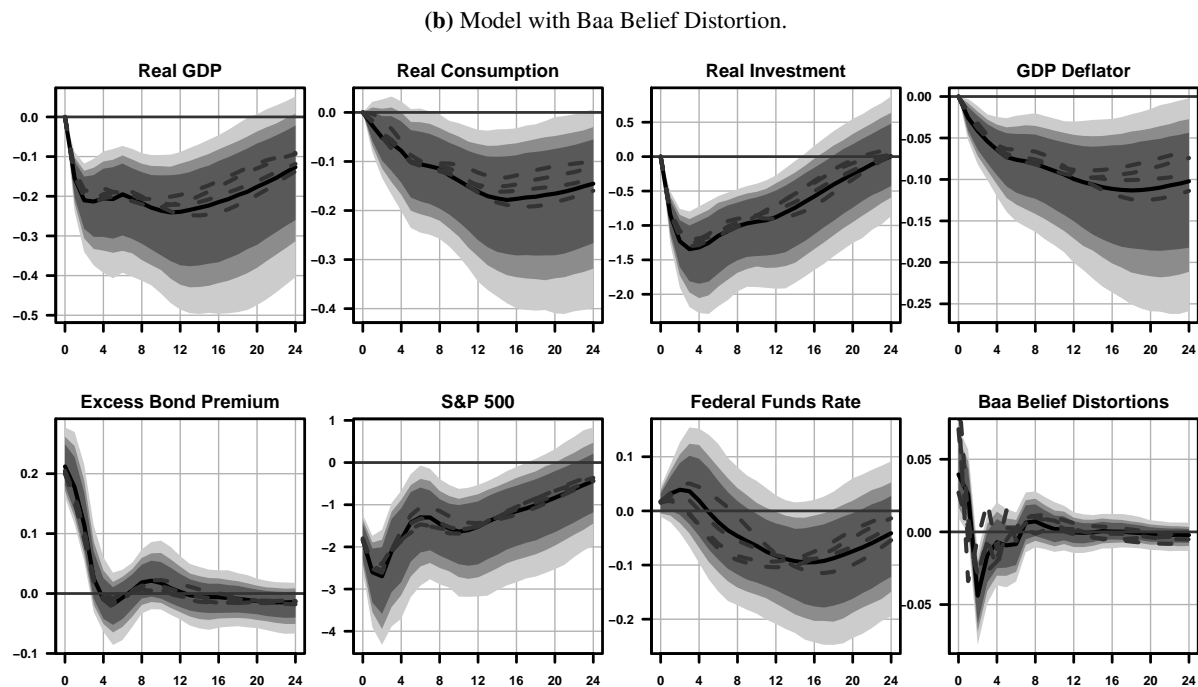 (b) Model with Baa Belief Distortion.
Real GDP
0.0
−0.1
−0.2
−0.3
−0.4
−0.5
0 4 8 12 16 20 24
Real Consumption
0.0
−0.1
−0.2
−0.3
−0.4
0 4 8 12 16 20 24
Real Investment
0.5
0.0
−0.5
−1.0
−1.5
−2.0
0 4 8 12 16 20 24
GDP Deflator
0.00
−0.05
−0.10
−0.15
−0.20
−0.25
0 4 8 12 16 20 24
Excess Bond Premium
0.2
0.1
0.0
−0.1
0 4 8 12 16 20 24
S&P 500
1
0
−1
−2
−3
−4
0 4 8 12 16 20 24
Federal Funds Rate
0.1
0.0
−0.1
−0.2
0 4 8 12 16 20 24
Baa Belief Distortions
0.05
0.00
−0.05
0 4 8 12 16 20 24